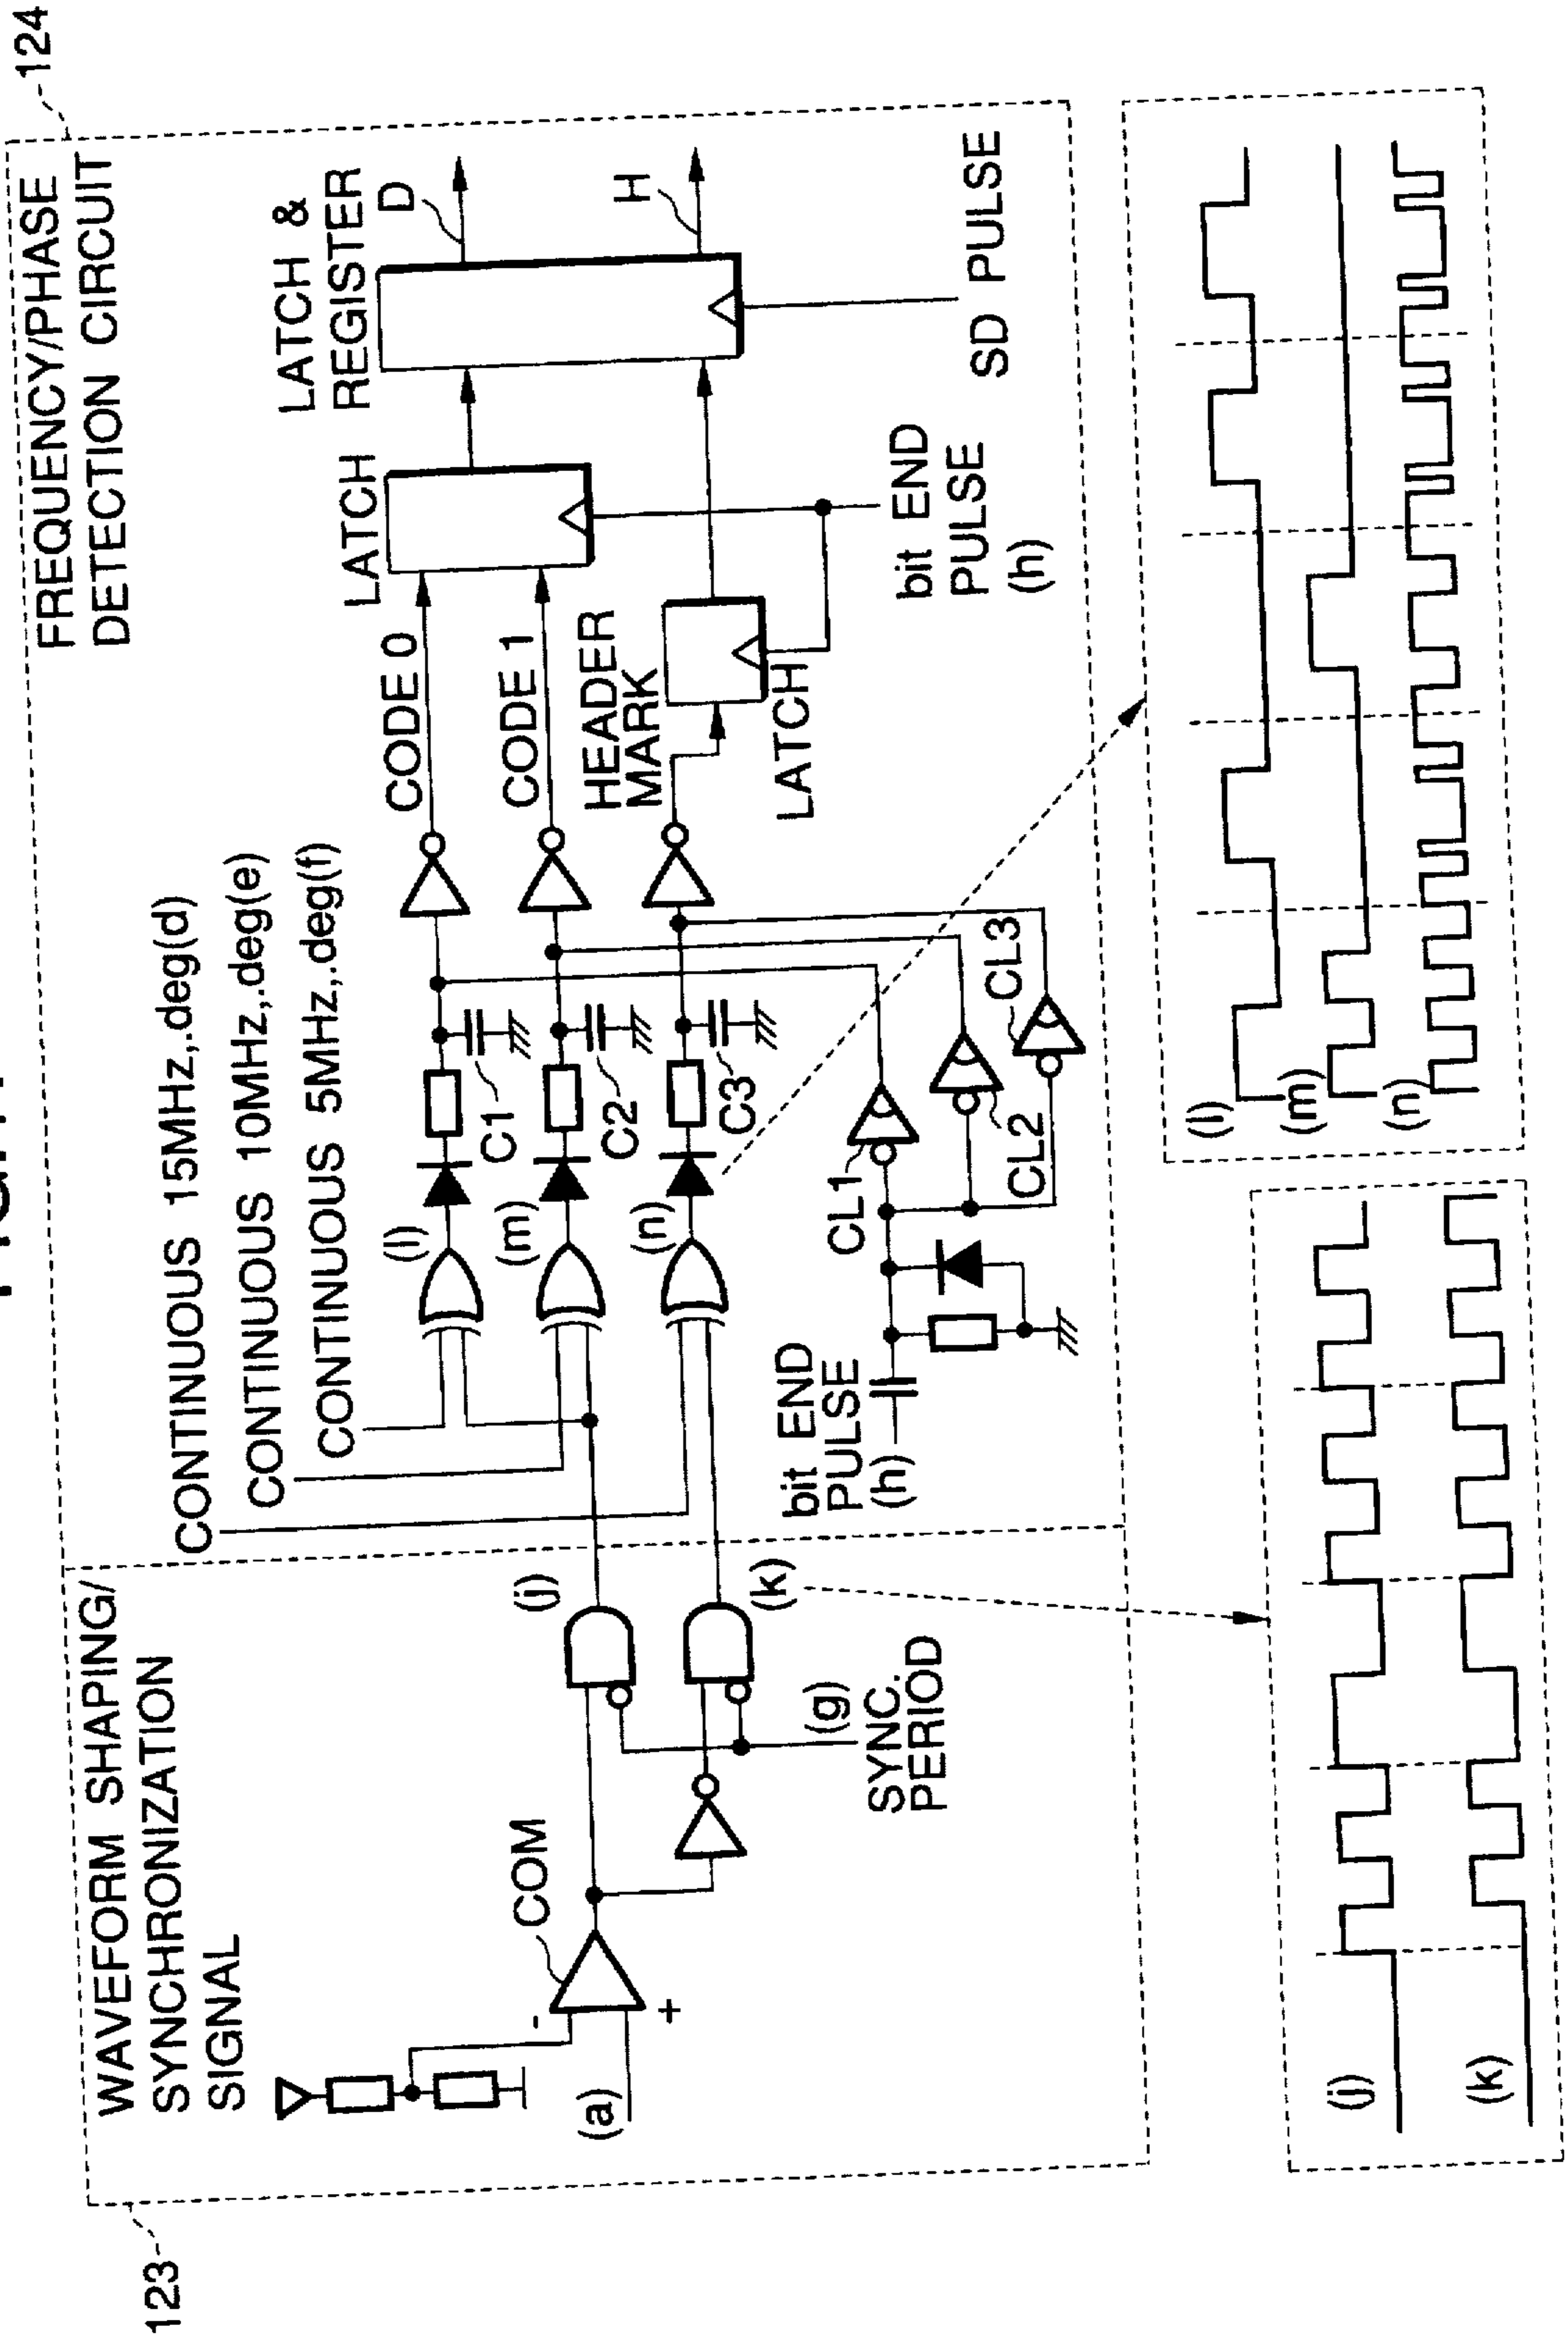 124
FREQUENCY/PHASE
DETECTION CIRCUIT
123
WAVEFORM SHAPING/
SYNCHRONIZATION
SIGNAL
CONTINUOUS 15MHz,.deg(d)
CONTINUOUS 10MHz,.deg(e)
CONTINUOUS 5MHz,.deg(f)
LATCH &
REGISTER
D
H
LATCH
CODE 0
CODE 1
HEADER
MARK
LATCH
(l)
(m)
(n)
C1
C2
C3
COM
-
+
(a)
(j)
(k)
(g)
SYNC.
PERIOD
bit END
PULSE
(h)
CL1
CL2
CL3
bit END
PULSE
(h)
SD PULSE
(j)
(k)
(l)
(m)
(n)